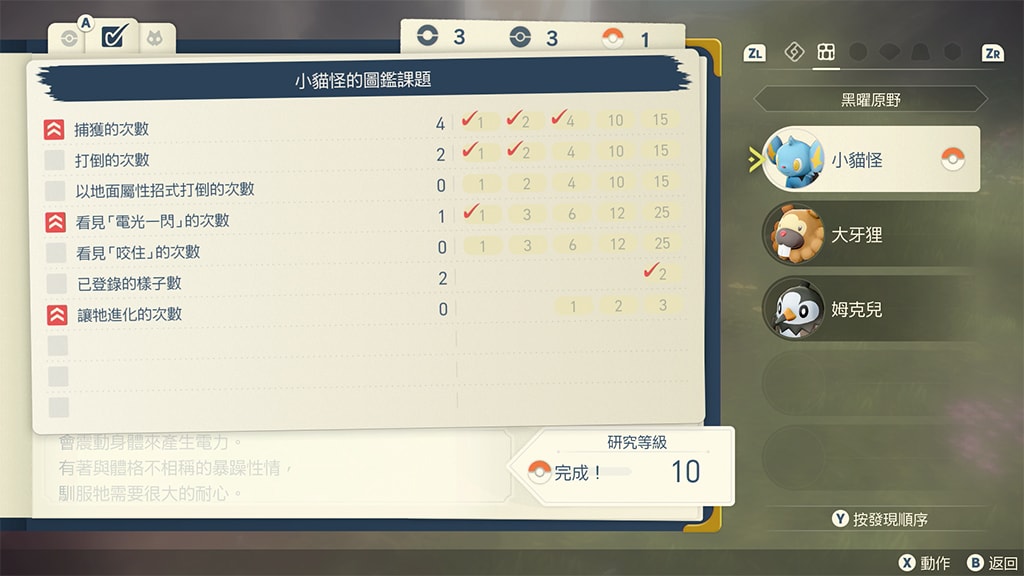 A
3 3 1
ZL ZR
小貓怪的圖鑑課題
捕獲的次數 4 1 2 4 10 15
打倒的次數 2 1 2 4 10 15
以地面屬性招式打倒的次數 0 1 2 4 10 15
看見「電光一閃」的次數 1 1 3 6 12 25
看見「咬住」的次數 0 1 3 6 12 25
已登錄的樣子數 2 2
讓牠進化的次數 0 1 2 3
會震動身體來產生電力。
有著與體格不相稱的暴躁性情，
馴服牠需要很大的耐心。
研究等級
完成！ 10
黑曜原野
小貓怪
大牙狸
姆克兒
Y 按發現順序
X 動作 B 返回